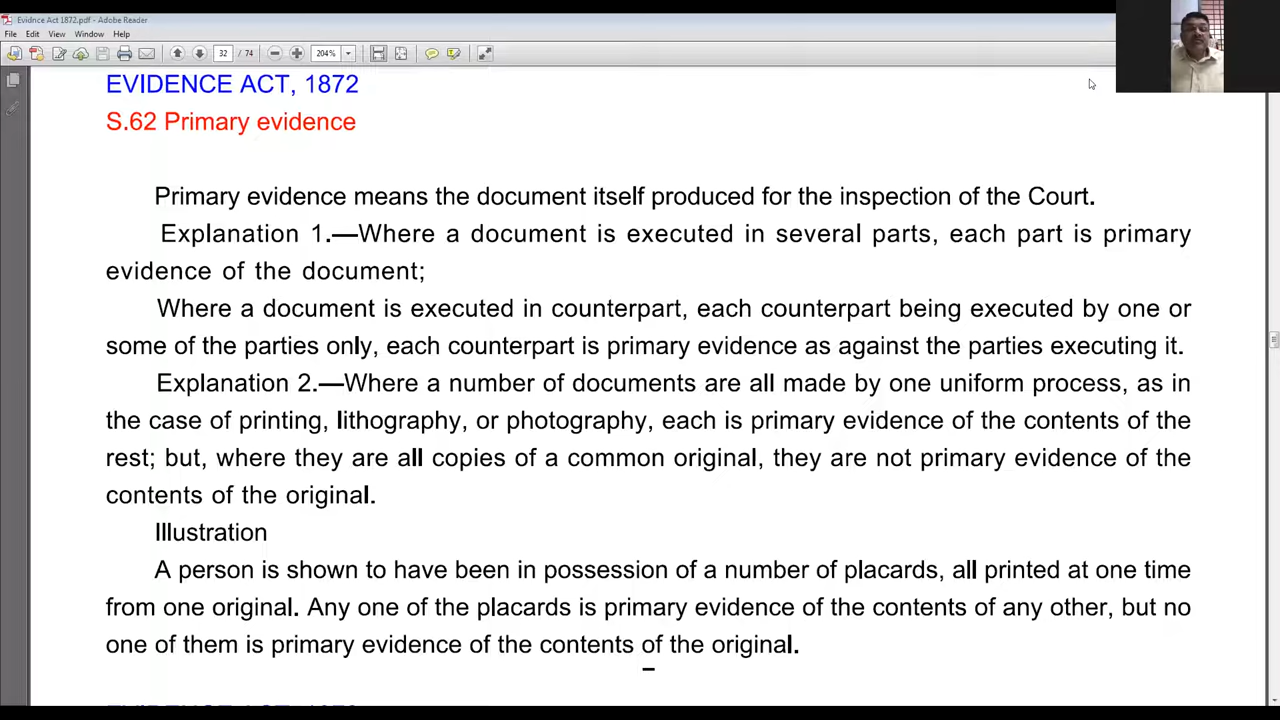 Evidnce Act 1872.pdf - Adobe Reader
File Edit View Window Help
32 / 74 204%
EVIDENCE ACT, 1872
S.62 Primary evidence
Primary evidence means the document itself produced for the inspection of the Court.
Explanation 1.—Where a document is executed in several parts, each part is primary
evidence of the document;
Where a document is executed in counterpart, each counterpart being executed by one or
some of the parties only, each counterpart is primary evidence as against the parties executing it.
Explanation 2.—Where a number of documents are all made by one uniform process, as in
the case of printing, lithography, or photography, each is primary evidence of the contents of the
rest; but, where they are all copies of a common original, they are not primary evidence of the
contents of the original.
Illustration
A person is shown to have been in possession of a number of placards, all printed at one time
from one original. Any one of the placards is primary evidence of the contents of any other, but no
one of them is primary evidence of the contents of the original.